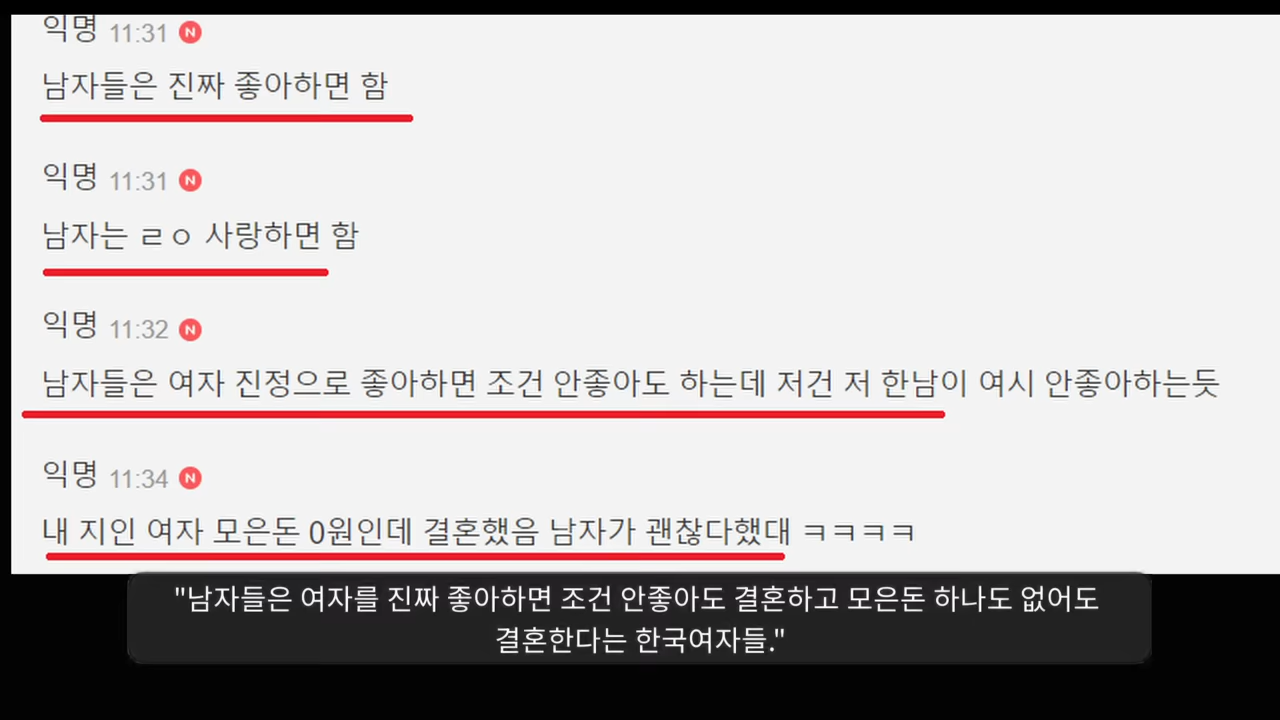 익명 11:31 N
남자들은 진짜 좋아하면 함
익명 11:31 N
남자는 ㄹㅇ 사랑하면 함
익명 11:32 N
남자들은 여자 진정으로 좋아하면 조건 안좋아도 하는데 저건 저 한남이 여시 안좋아하는듯
익명 11:34 N
내 지인 여자 모은돈 0원인데 결혼했음 남자가 괜찮다했대 ㅋㅋㅋㅋ
"남자들은 여자를 진짜 좋아하면 조건 안좋아도 결혼하고 모은돈 하나도 없어도
결혼한다는 한국여자들."